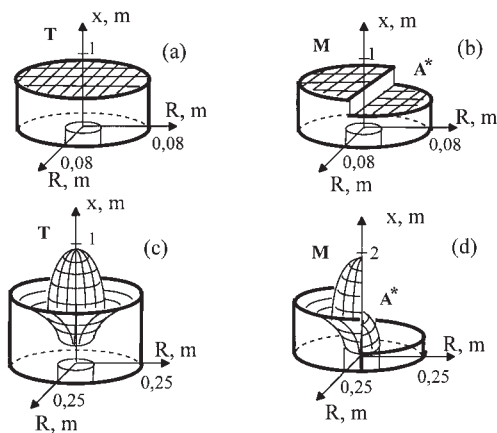 x, m
T
1
(a)
0,08
0,08
R, m
R, m
x, m
M
1
(b)
A*
0,08
0,08
R, m
R, m
x, m
T
1
(c)
0,25
0,25
R, m
R, m
x, m
M
2
(d)
A*
0,25
0,25
R, m
R, m